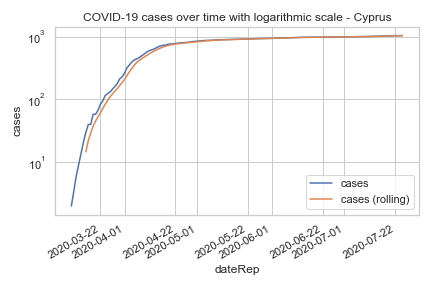 COVID-19 cases over time with logarithmic scale - Cyprus
10³
10²
10¹
cases
cases
cases (rolling)
2020-03-22
2020-04-01
2020-04-22
2020-05-01
2020-05-22
2020-06-01
2020-06-22
2020-07-01
2020-07-22
dateRep